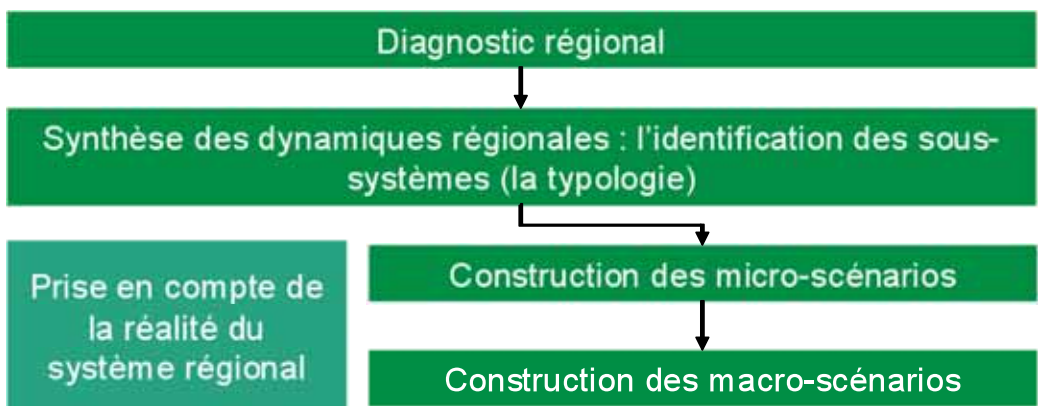 Diagnostic régional
Synthèse des dynamiques régionales : l'identification des sous-
systèmes (la typologie)
Prise en compte de
la réalité du
système régional
Construction des micro-scénarios
Construction des macro-scénarios